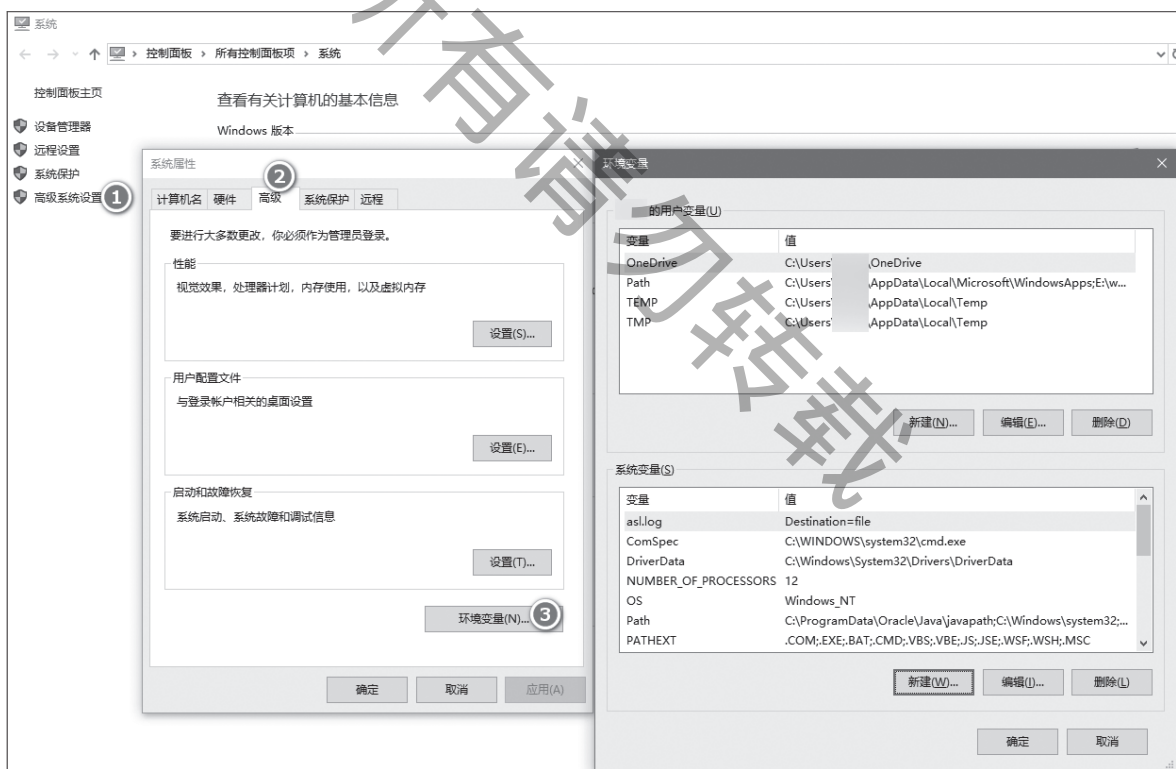 系统
控制面板 › 所有控制面板项 › 系统
控制面板主页
设备管理器
远程设置
系统保护
高级系统设置
1
查看有关计算机的基本信息
Windows 版本
系统属性
2
计算机名 硬件 高级 系统保护 远程
要进行大多数更改，你必须作为管理员登录。
性能
视觉效果，处理器计划，内存使用，以及虚拟内存
设置(S)...
用户配置文件
与登录帐户相关的桌面设置
设置(E)...
启动和故障恢复
系统启动、系统故障和调试信息
设置(T)...
环境变量(N)...
3
确定 取消 应用(A)
环境变量
的用户变量(U)
变量 值
OneDrive C:\Users\ \OneDrive
Path C:\Users\ \AppData\Local\Microsoft\WindowsApps;E:\w...
TEMP C:\Users\ \AppData\Local\Temp
TMP C:\Users\ \AppData\Local\Temp
新建(N)... 编辑(E)... 删除(D)
系统变量(S)
变量 值
asl.log Destination=file
ComSpec C:\WINDOWS\system32\cmd.exe
DriverData C:\Windows\System32\Drivers\DriverData
NUMBER_OF_PROCESSORS 12
OS Windows_NT
Path C:\ProgramData\Oracle\Java\javapath;C:\Windows\system32;...
PATHEXT .COM;.EXE;.BAT;.CMD;.VBS;.VBE;.JS;.JSE;.WSF;.WSH;.MSC
新建(W)... 编辑(I)... 删除(L)
确定 取消
有请勿转载